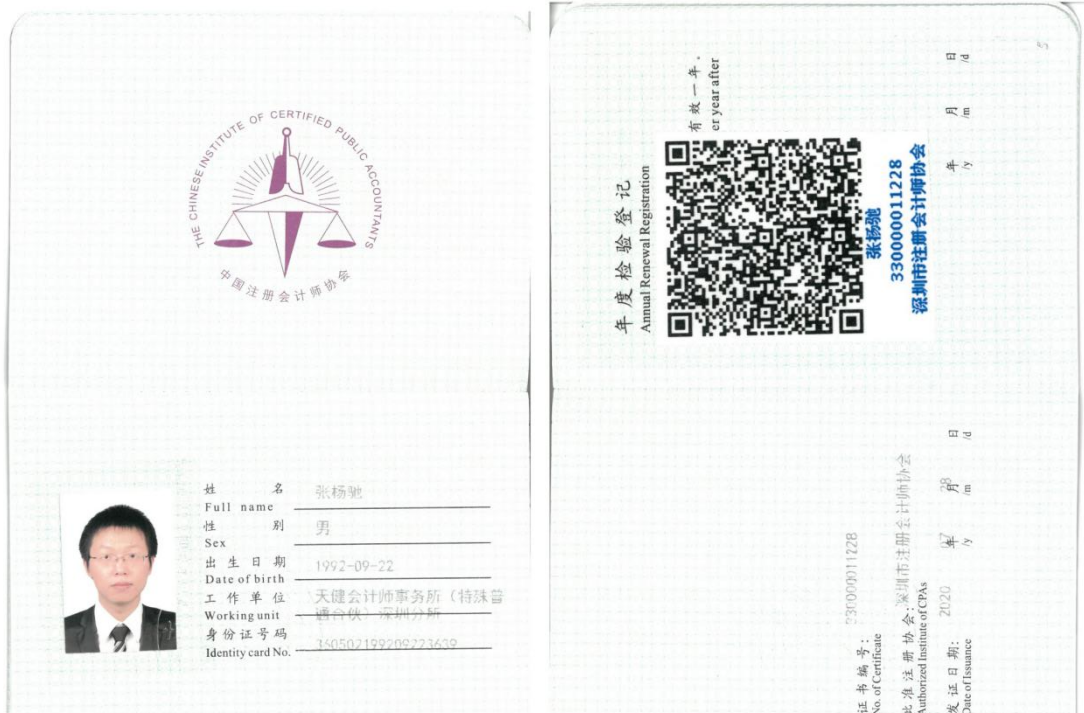 THE CHINESE INSTITUTE OF CERTIFIED PUBLIC ACCOUNTANTS
中国注册会计师协会
姓 名 张杨驰
Full name
性 别 男
Sex
出生日期 1992-09-22
Date of birth
工作单位 天健会计师事务所（特殊普
Working unit 通合伙）深圳分所
身份证号码 360502199209223639
Identity card No.
年度检验登记
Annual Renewal Registration
有效一年。
er year after
张杨驰
330000011228
深圳市注册会计师协会
年 月 日
/y /m /d
5
证书编号： 330000011228
No. of Certificate
批准注册协会：深圳市注册会计师协会
Authorized Institute of CPAs
发证日期： 2020 年 月 28 日
Date of Issuance /y /m /d